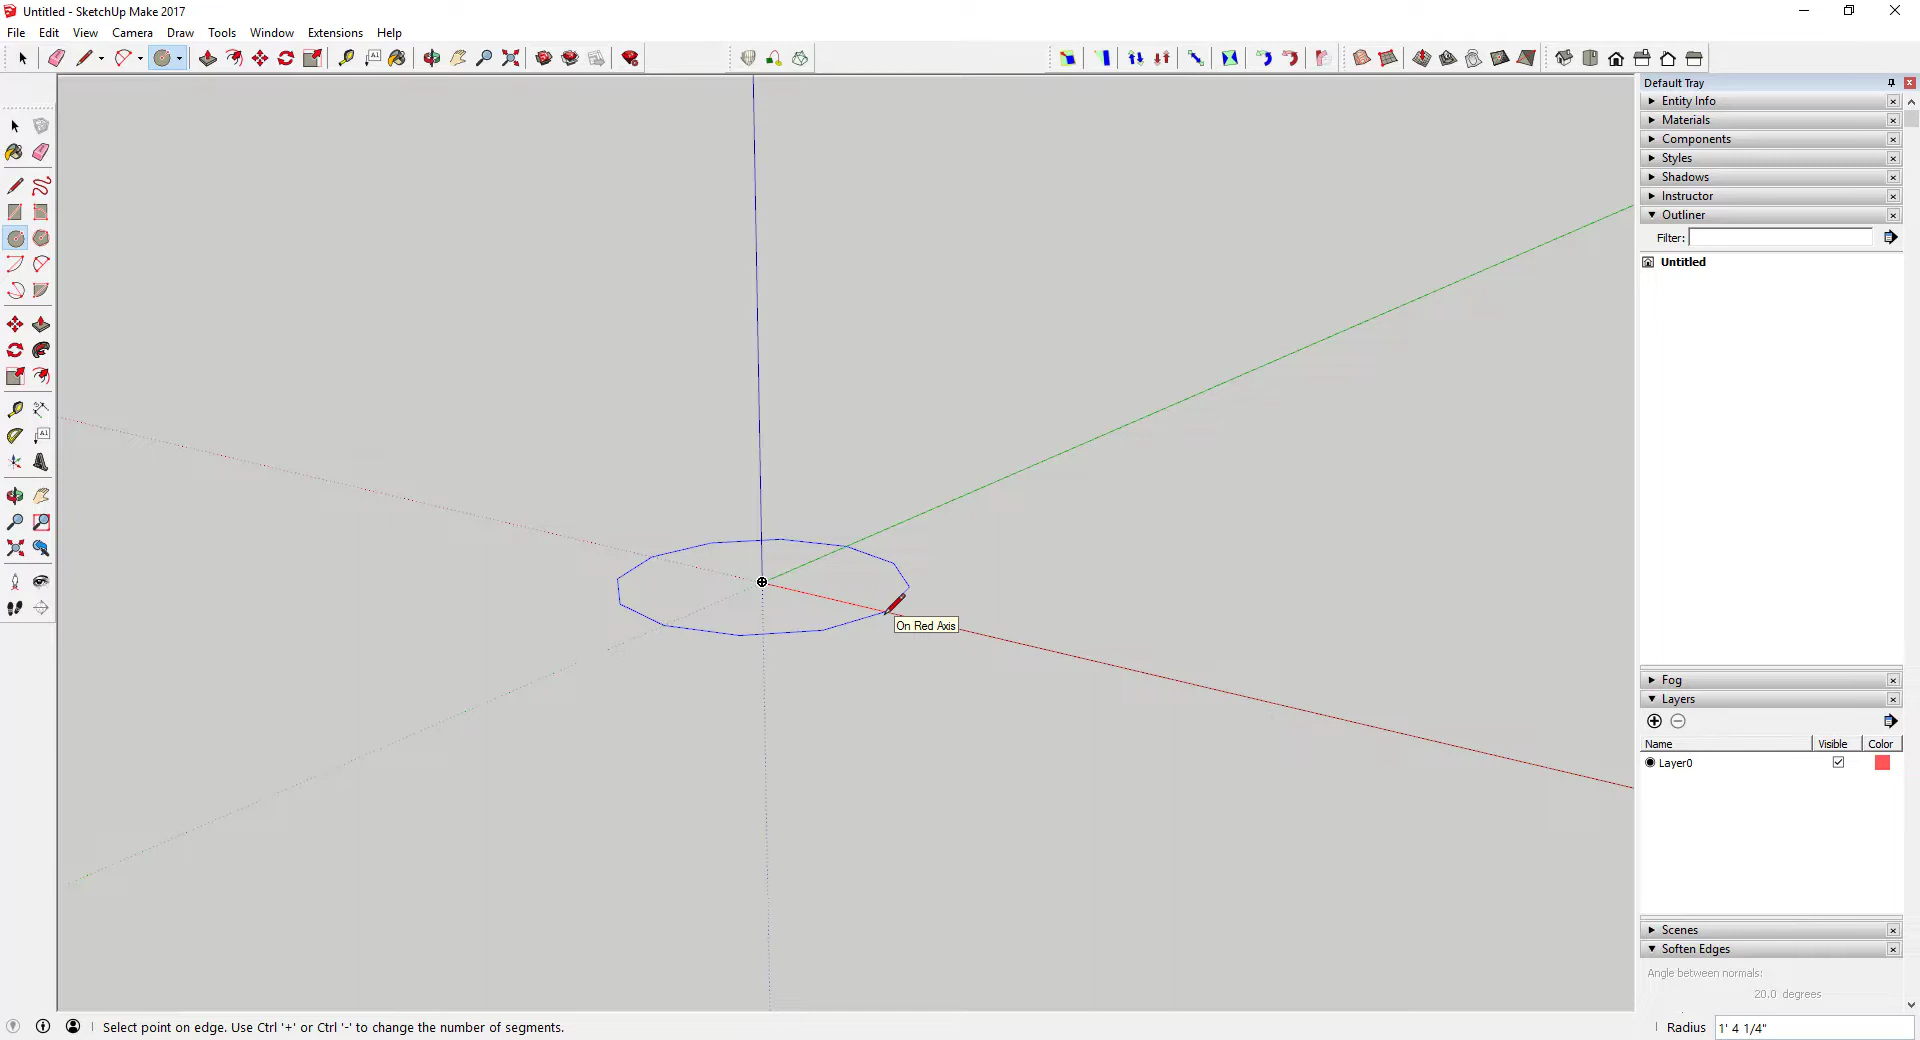 Untitled - SketchUp Make 2017
File Edit View Camera Draw Tools Window Extensions Help
Default Tray
Entity Info
Materials
Components
Styles
Shadows
Instructor
Outliner
Filter:
Untitled
On Red Axis
Fog
Layers
Name Visible Color
Layer0
Scenes
Soften Edges
Angle between normals:
20.0 degrees
Select point on edge. Use Ctrl '+' or Ctrl '-' to change the number of segments.
Radius 1' 4 1/4"